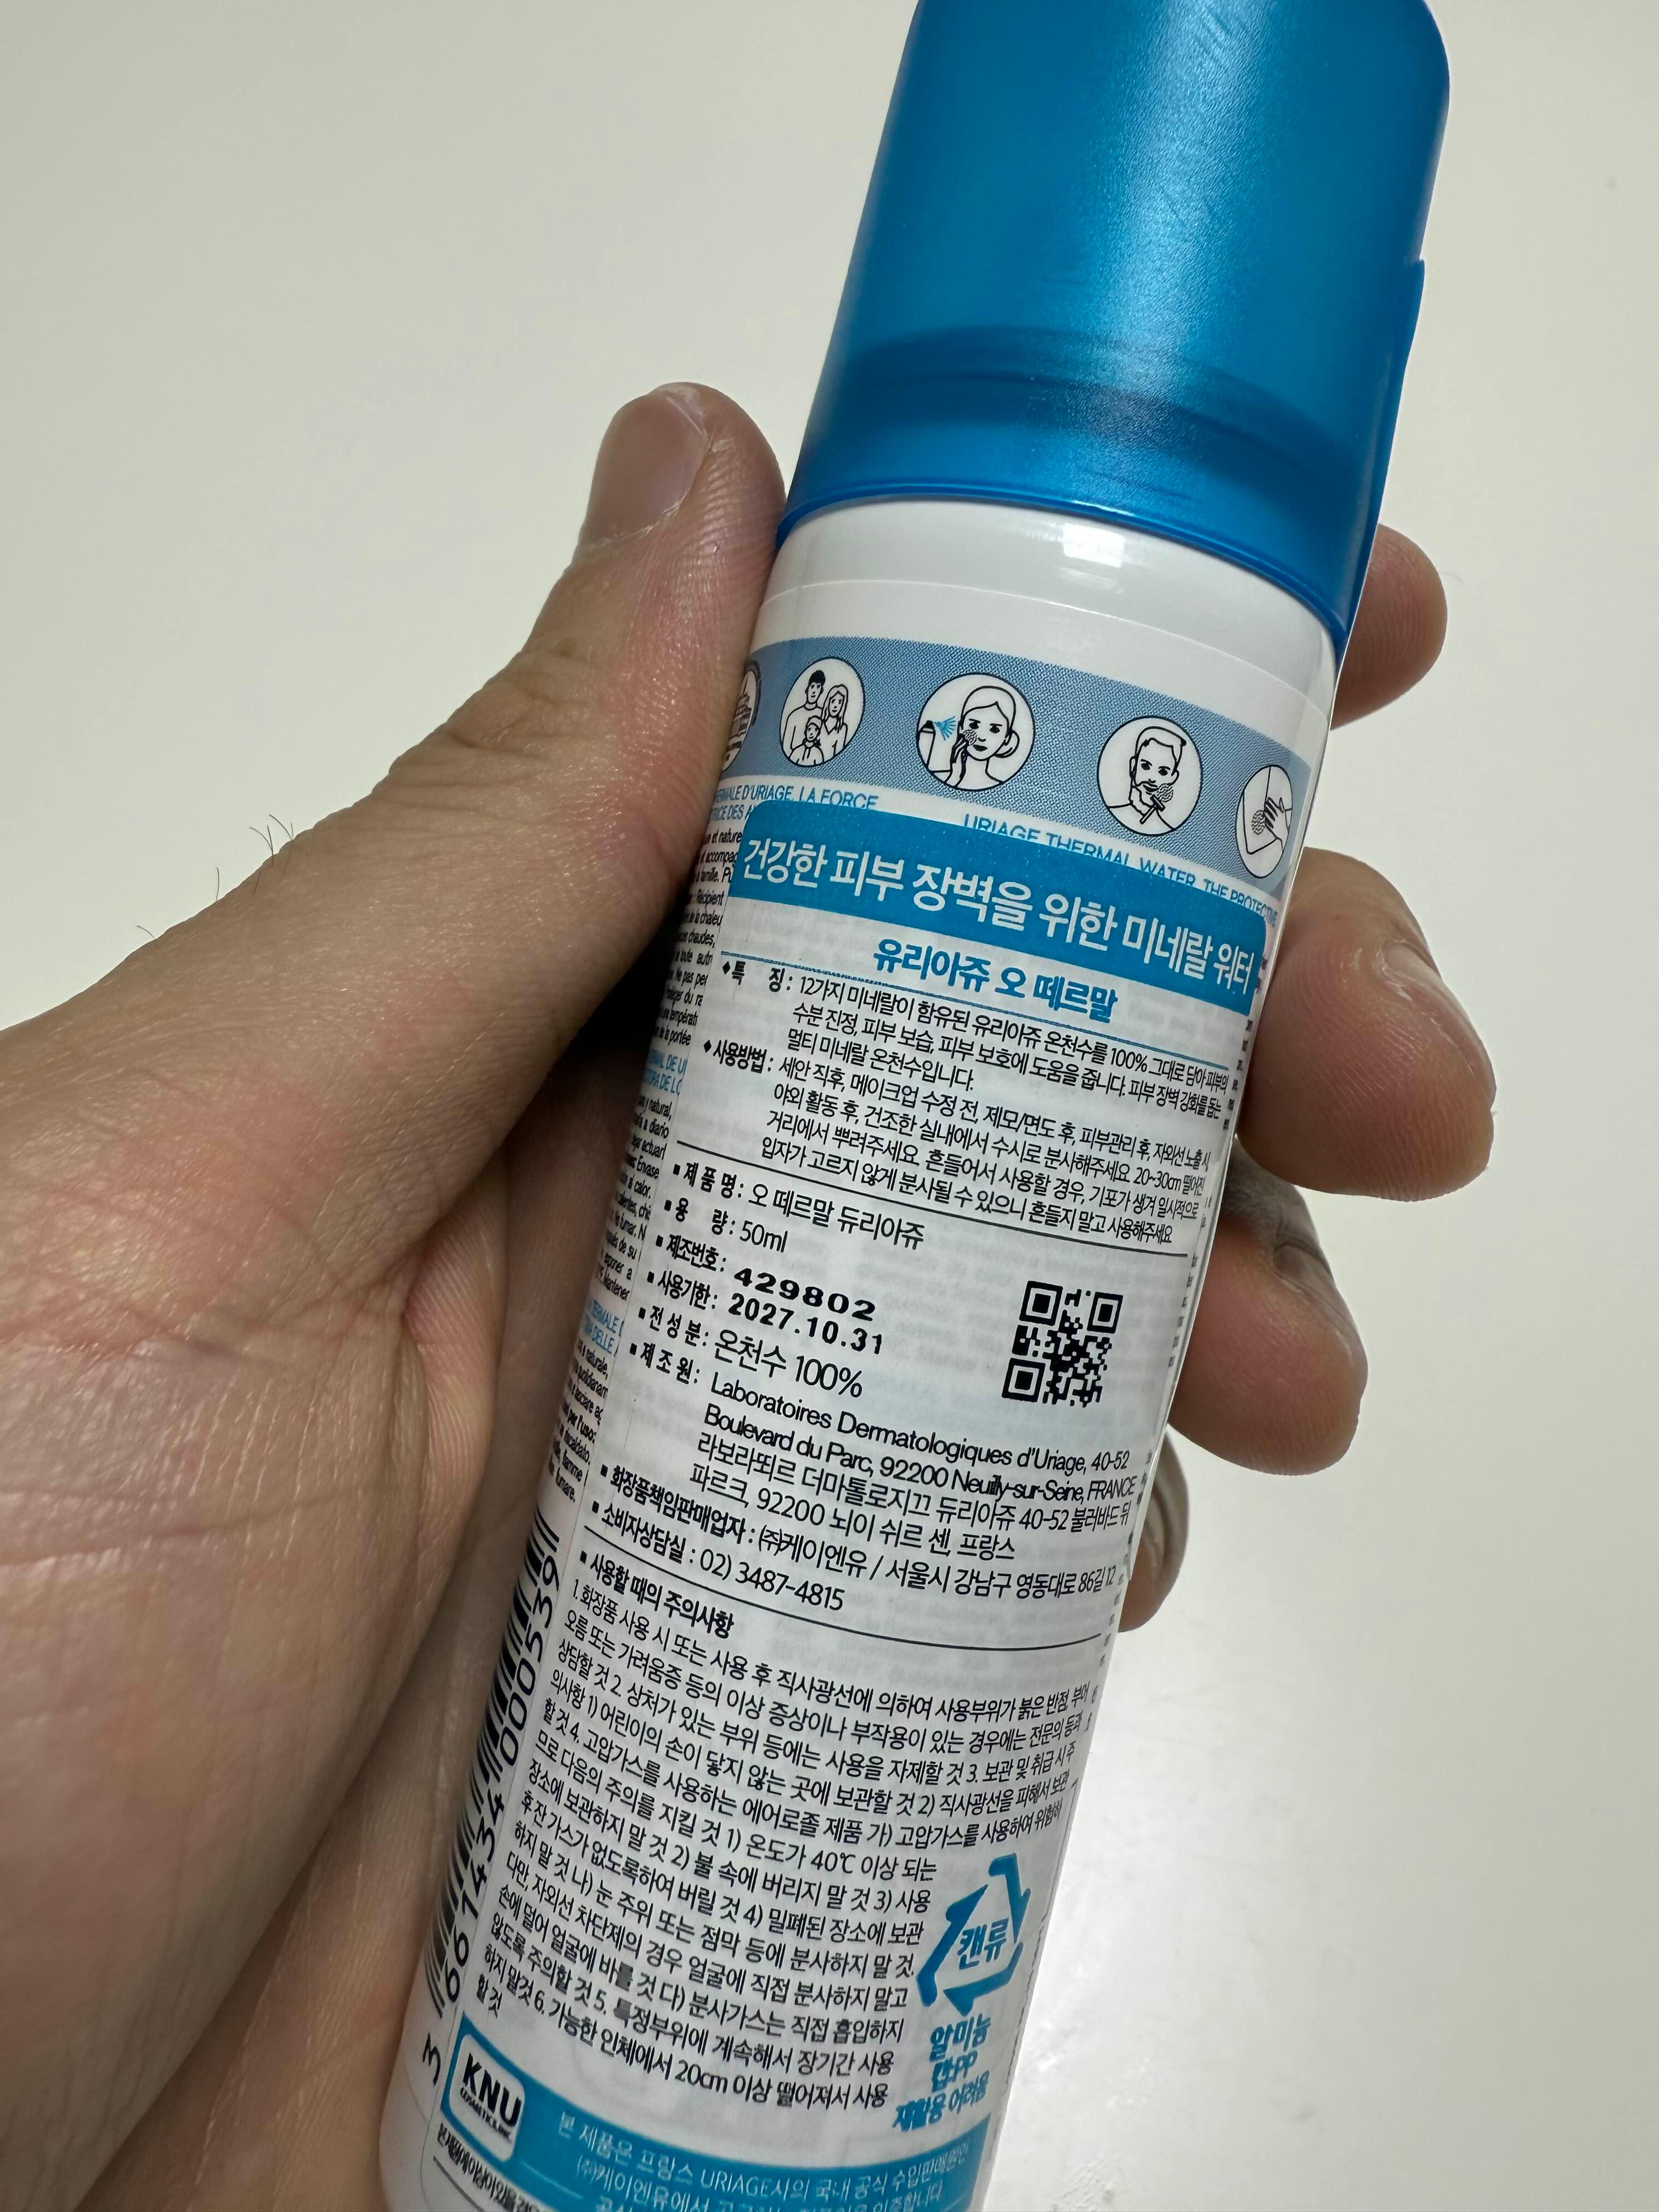 URIAGE THERMAL WATER, THE PROTECTIVE
건강한 피부 장벽을 위한 미네랄 워터
유리아쥬 오 떼르말
◆특 징 : 12가지 미네랄이 함유된 유리아쥬 온천수를 100% 그대로 담아 피부의
수분 진정, 피부 보습, 피부 보호에 도움을 줍니다. 피부 장벽 강화를 돕는
멀티 미네랄 온천수입니다.
◆사용방법 : 세안 직후, 메이크업 수정 전, 제모/면도 후, 피부관리 후, 자외선 노출 시
야외 활동 후, 건조한 실내에서 수시로 분사해주세요. 20~30cm 떨어진
거리에서 뿌려주세요. 흔들어서 사용할 경우, 기포가 생겨 일시적으로
입자가 고르지 않게 분사될 수 있으니 흔들지 말고 사용해주세요.
■ 제 품 명 : 오 떼르말 듀리아쥬
■ 용 량 : 50ml
■ 제조번호 : 429802
■ 사용기한 : 2027.10.31
■ 전 성 분 : 온천수 100%
■ 제 조 원 : Laboratoires Dermatologiques d'Uriage, 40-52
Boulevard du Parc, 92200 Neuilly-sur-Seine, FRANCE
라보라뙤르 더마톨로지끄 듀리아쥬 40-52 불러바드 뒤
파르크, 92200 뇌이 쉬르 센, 프랑스
■ 화장품책임판매업자 : ㈜케이엔유 / 서울시 강남구 영동대로 86길 12
■ 소비자상담실 : 02) 3487-4815
■ 사용할 때의 주의사항
1. 화장품 사용 시 또는 사용 후 직사광선에 의하여 사용부위가 붉은 반점, 부어
오름 또는 가려움증 등의 이상 증상이나 부작용이 있는 경우에는 전문의 등과
상담할 것 2. 상처가 있는 부위 등에는 사용을 자제할 것 3. 보관 및 취급 시 주
의사항 1) 어린이의 손이 닿지 않는 곳에 보관할 것 2) 직사광선을 피해서 보관
할 것 4. 고압가스를 사용하는 에어로졸 제품 가) 고압가스를 사용하여 위험하
므로 다음의 주의를 지킬 것 1) 온도가 40℃ 이상 되는
장소에 보관하지 말 것 2) 불 속에 버리지 말 것 3) 사용
후 잔 가스가 없도록하여 버릴 것 4) 밀폐된 장소에 보관
하지 말 것 나) 눈 주위 또는 점막 등에 분사하지 말 것.
다만, 자외선 차단제의 경우 얼굴에 직접 분사하지 말고
손에 덜어 얼굴에 바를 것 다) 분사가스는 직접 흡입하지
않도록 주의할 것 5. 특정부위에 계속해서 장기간 사용
하지 말것 6. 가능한 인체에서 20cm 이상 떨어져서 사용
할 것
캔류
알미늄
캡PP
재활용 어려움
3 661434 000539
KNU
COSMETICS.INC.
본 제품은 프랑스 URIAGE사의 국내 공식 수입판매원인